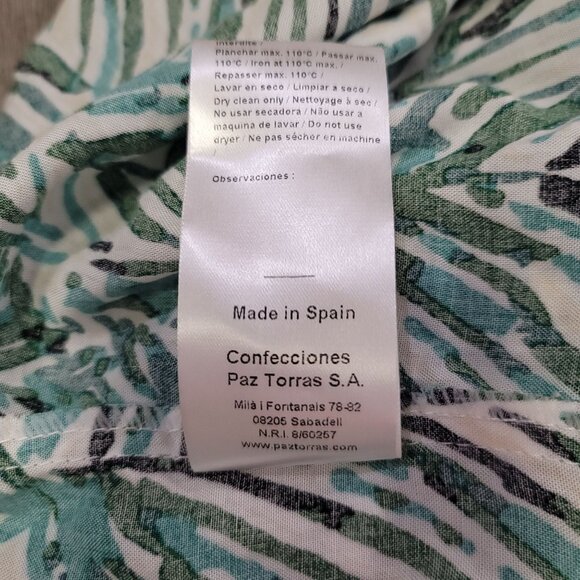 Interdite /
Planchar max. 110°C / Passar max.
110°C / Iron at 110°C max. /
Repasser max. 110°C /
Lavar en seco / Limpiar a seco /
Dry clean only / Nettoyage à sec /
No usar secadora / Não usar a
maquina de lavar / Do not use
dryer / Ne pas sécher en machine
/
Observaciones :
Made in Spain
Confecciones
Paz Torras S.A.
Milà i Fontanals 78-82
08205 Sabadell
N.R.I. 8/60257
www.paztorras.com